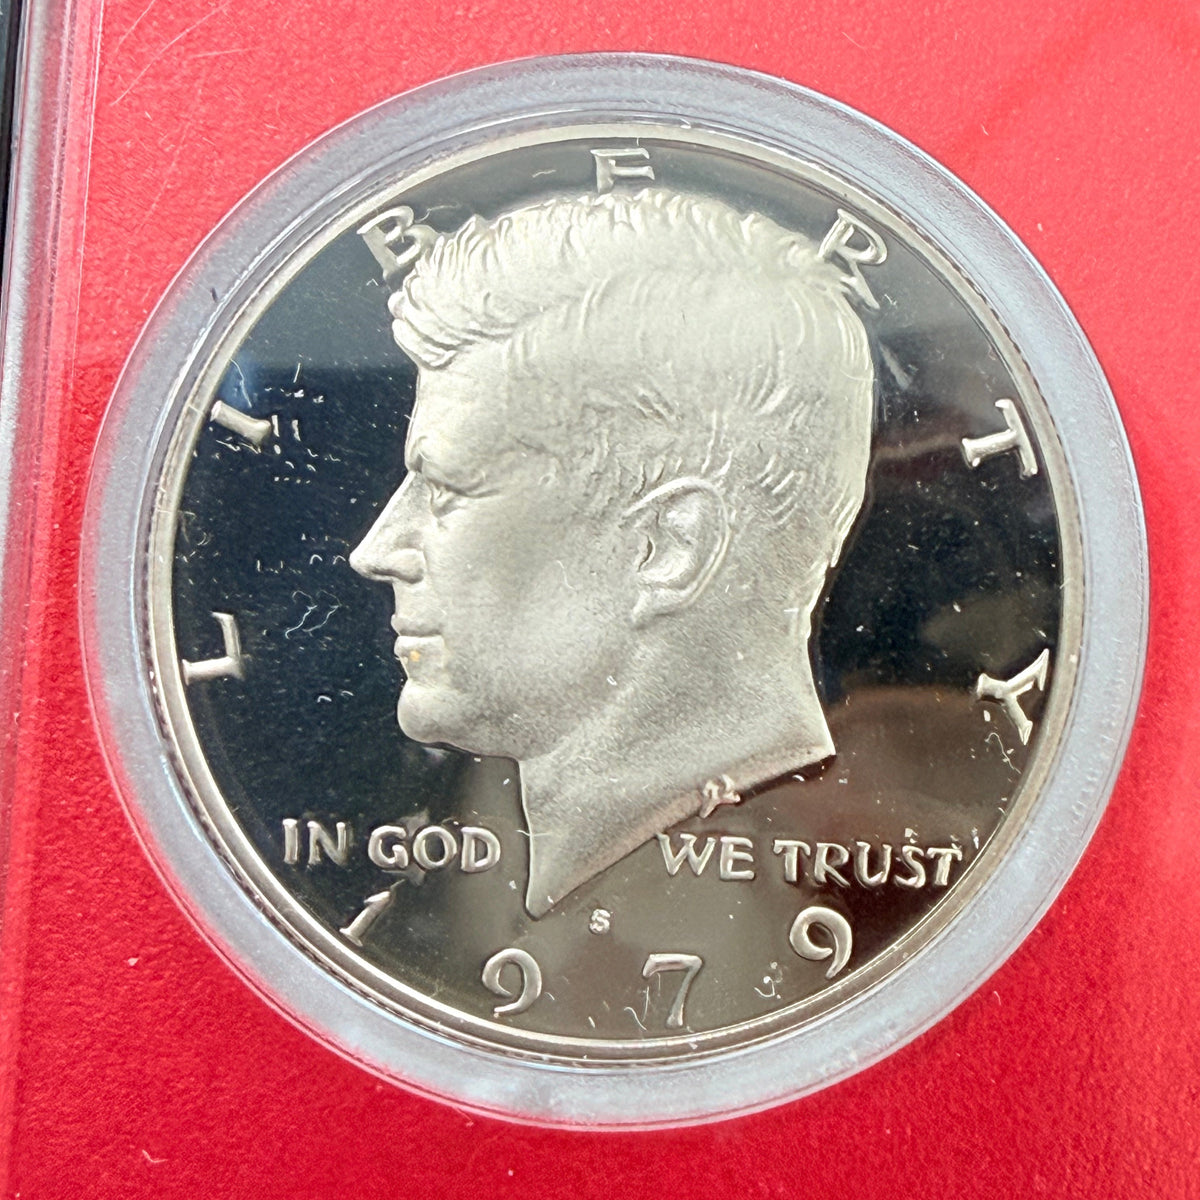 LIBERTY
IN GOD WE TRUST
S
1979